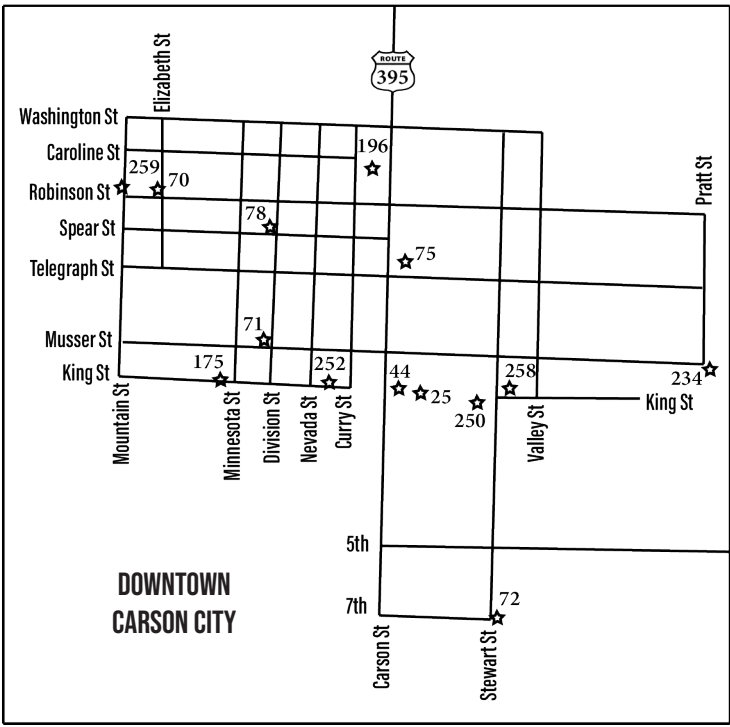 Elizabeth St
ROUTE
395
Washington St
Caroline St
196
259
70
Robinson St
Pratt St
78
Spear St
75
Telegraph St
71
Musser St
175
252
44
258
King St
25
234
250
King St
Mountain St
Minnesota St
Division St
Nevada St
Curry St
Valley St
5th
DOWNTOWN
CARSON CITY
72
7th
Carson St
Stewart St